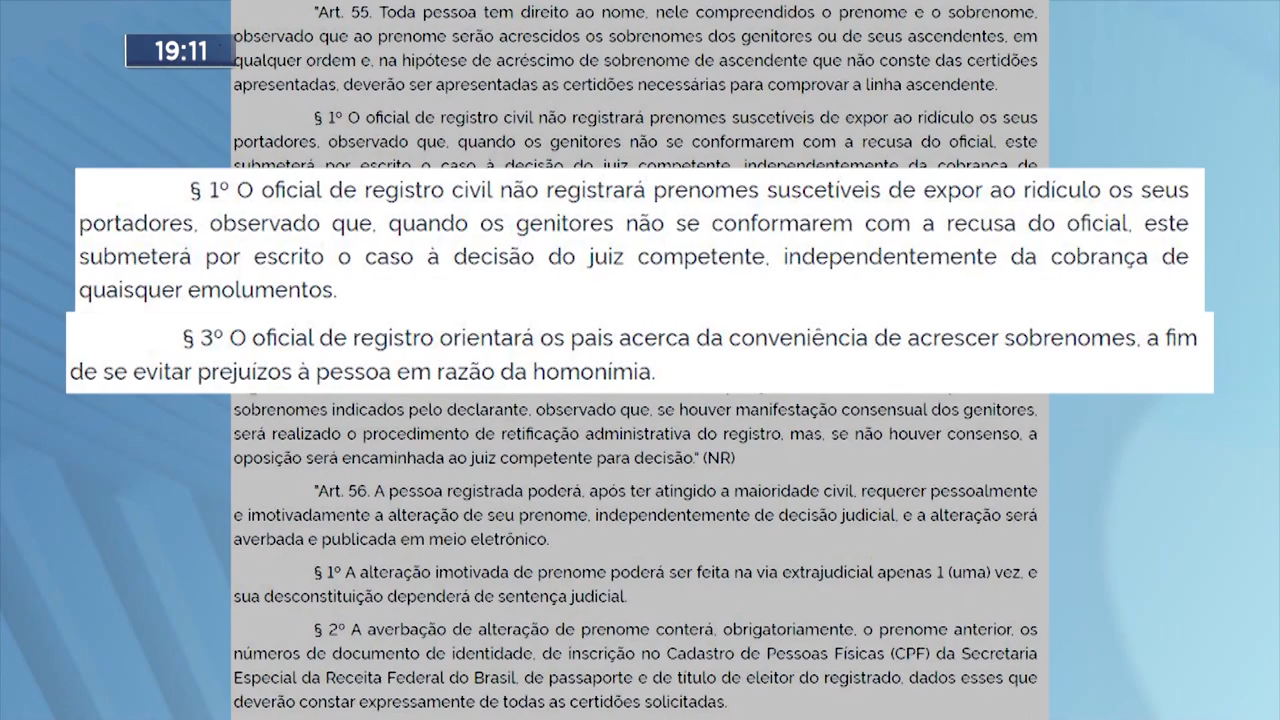 19:11
"Art. 55. Toda pessoa tem direito ao nome, nele compreendidos o prenome e o sobrenome,
observado que ao prenome serão acrescidos os sobrenomes dos genitores ou de seus ascendentes, em
qualquer ordem e, na hipótese de acréscimo de sobrenome de ascendente que não conste das certidões
apresentadas, deverão ser apresentadas as certidões necessárias para comprovar a linha ascendente.
§ 1º O oficial de registro civil não registrará prenomes suscetíveis de expor ao ridículo os seus
portadores, observado que, quando os genitores não se conformarem com a recusa do oficial, este
submeterá por escrito o caso à decisão do juiz competente, independentemente da cobrança de
§ 1º O oficial de registro civil não registrará prenomes suscetíveis de expor ao ridículo os seus
portadores, observado que, quando os genitores não se conformarem com a recusa do oficial, este
submeterá por escrito o caso à decisão do juiz competente, independentemente da cobrança de
quaisquer emolumentos.
§ 3º O oficial de registro orientará os pais acerca da conveniência de acrescer sobrenomes, a fim
de se evitar prejuízos à pessoa em razão da homonímia.
sobrenomes indicados pelo declarante, observado que, se houver manifestação consensual dos genitores,
será realizado o procedimento de retificação administrativa do registro, mas, se não houver consenso, a
oposição será encaminhada ao juiz competente para decisão." (NR)
"Art. 56. A pessoa registrada poderá, após ter atingido a maioridade civil, requerer pessoalmente
e imotivadamente a alteração de seu prenome, independentemente de decisão judicial, e a alteração será
averbada e publicada em meio eletrônico.
§ 1º A alteração imotivada de prenome poderá ser feita na via extrajudicial apenas 1 (uma) vez, e
sua desconstituição dependerá de sentença judicial.
§ 2º A averbação de alteração de prenome conterá, obrigatoriamente, o prenome anterior, os
números de documento de identidade, de inscrição no Cadastro de Pessoas Físicas (CPF) da Secretaria
Especial da Receita Federal do Brasil, de passaporte e de título de eleitor do registrado, dados esses que
deverão constar expressamente de todas as certidões solicitadas.